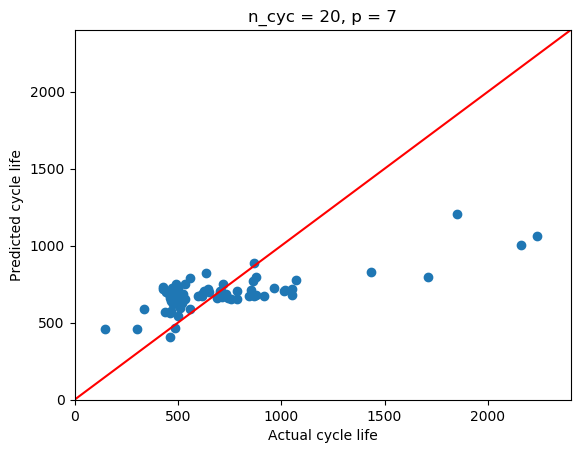 n_cyc = 20, p = 7
Predicted cycle life
2000
1500
1000
500
0
0 500 1000 1500 2000
Actual cycle life